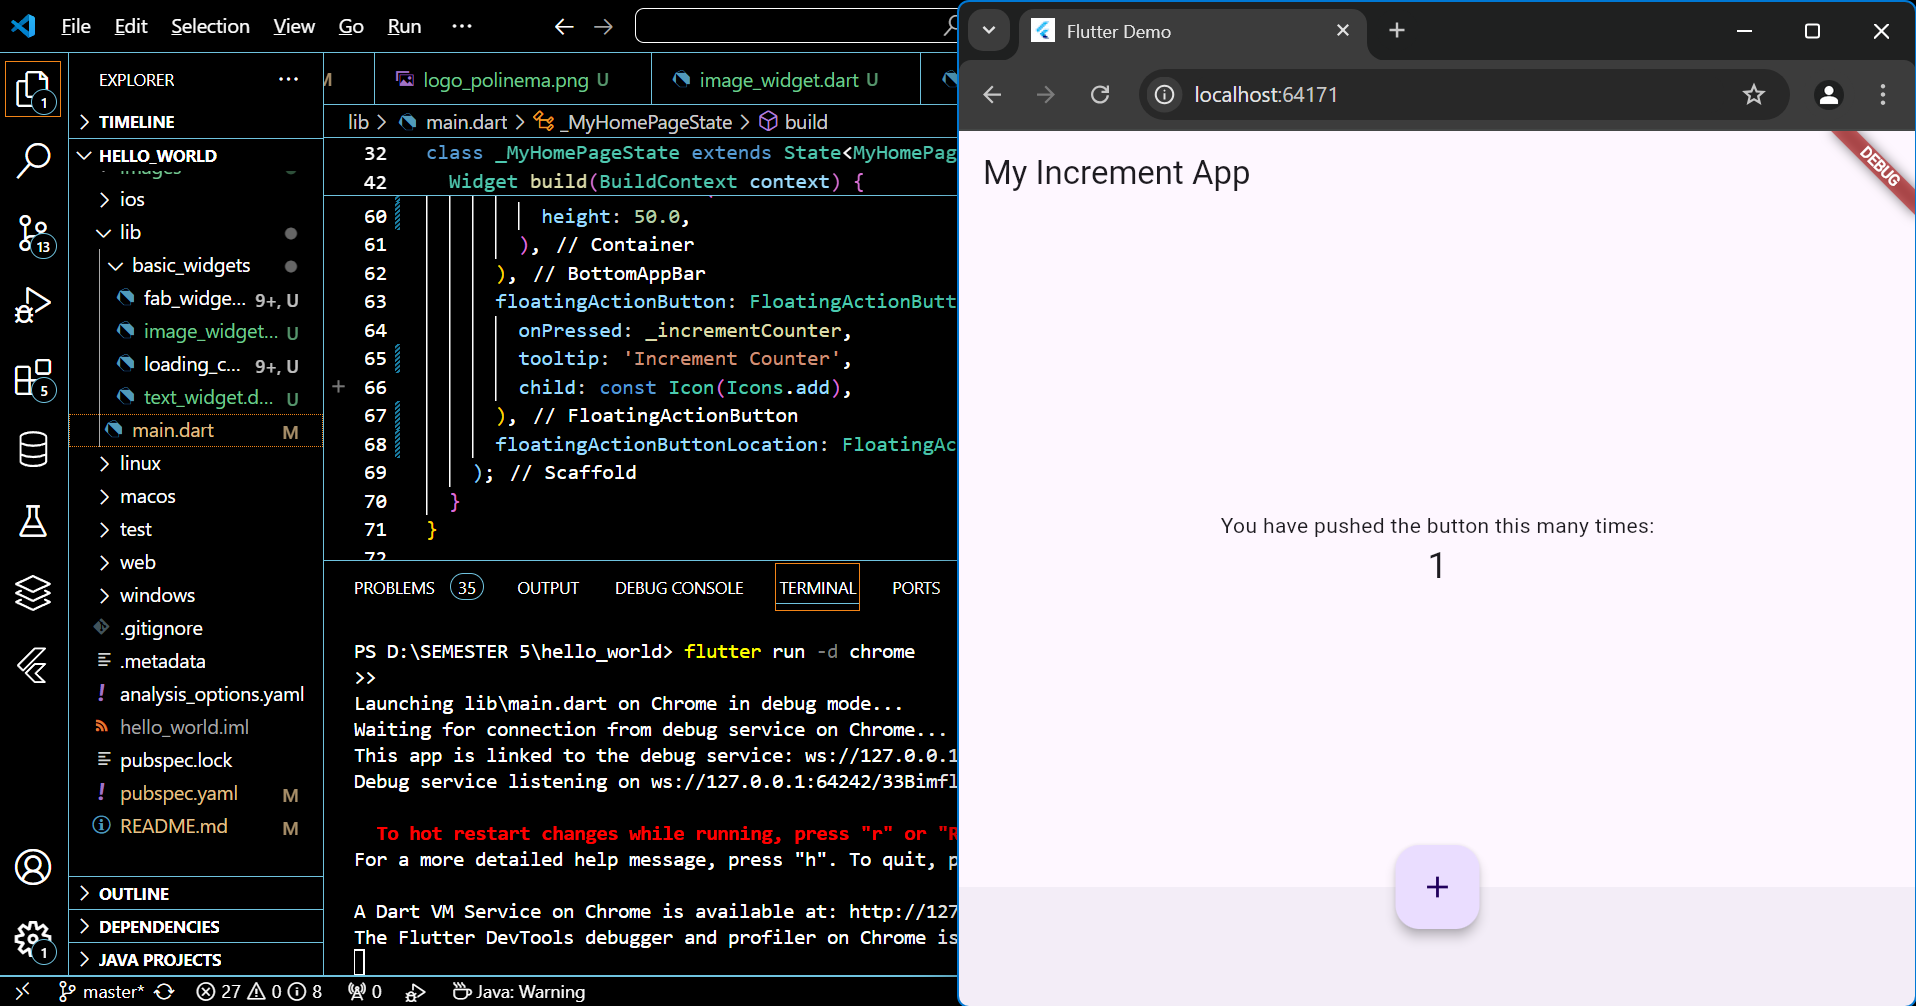 File Edit Selection View Go Run ···
EXPLORER ···
TIMELINE
HELLO_WORLD
images
ios
lib
basic_widgets
fab_widge... 9+, U
image_widget... U
loading_c... 9+, U
text_widget.d... U
main.dart M
linux
macos
test
web
windows
.gitignore
.metadata
analysis_options.yaml
hello_world.iml
pubspec.lock
pubspec.yaml M
README.md M
OUTLINE
DEPENDENCIES
JAVA PROJECTS
1
13
5
1
M
logo_polinema.png U
image_widget.dart U
lib > main.dart > _MyHomePageState > build
32 class _MyHomePageState extends State<MyHomePag
42 Widget build(BuildContext context) {
60 height: 50.0,
61 ), // Container
62 ), // BottomAppBar
63 floatingActionButton: FloatingActionButt
64 onPressed: _incrementCounter,
65 tooltip: 'Increment Counter',
66 child: const Icon(Icons.add),
67 ), // FloatingActionButton
68 floatingActionButtonLocation: FloatingAc
69 ); // Scaffold
70 }
71 }
72
PROBLEMS 35 OUTPUT DEBUG CONSOLE TERMINAL PORTS
PS D:\SEMESTER 5\hello_world> flutter run -d chrome
>>
Launching lib\main.dart on Chrome in debug mode...
Waiting for connection from debug service on Chrome...
This app is linked to the debug service: ws://127.0.0.1
Debug service listening on ws://127.0.0.1:64242/33Bimfl
To hot restart changes while running, press "r" or "R
For a more detailed help message, press "h". To quit, p
A Dart VM Service on Chrome is available at: http://127
The Flutter DevTools debugger and profiler on Chrome is
master* 27 0 8 0 Java: Warning
Flutter Demo
localhost:64171
My Increment App
DEBUG
You have pushed the button this many times:
1
+